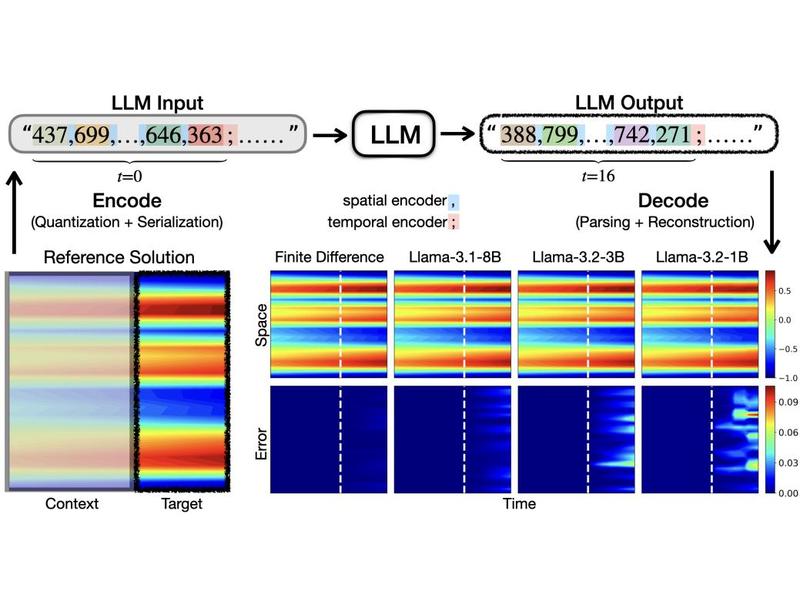 LLM Input
LLM Output
“437,699,…,646,363;……”
LLM
“388,799,…,742,271;……”
t=0
t=16
Encode
(Quantization + Serialization)
spatial encoder ,
temporal encoder ;
Decode
(Parsing + Reconstruction)
Reference Solution
Finite Difference
Llama-3.1-8B
Llama-3.2-3B
Llama-3.2-1B
Space
0.5
0.0
−0.5
−1.0
Error
0.09
0.06
0.03
0.00
Context
Target
Time